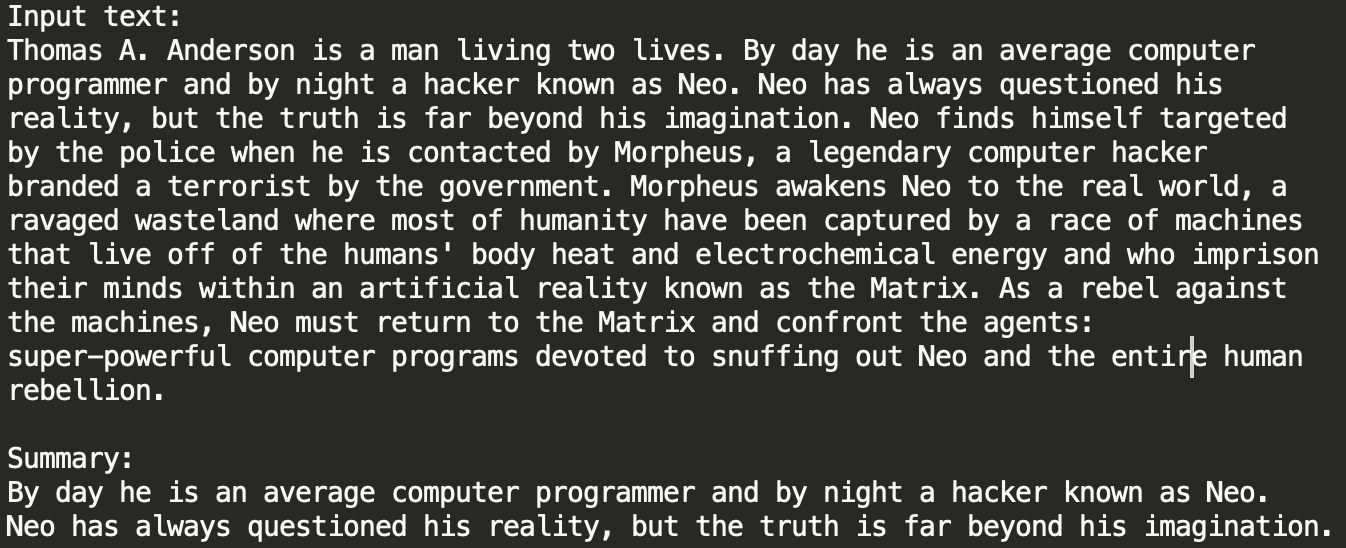 Input text:
Thomas A. Anderson is a man living two lives. By day he is an average computer
programmer and by night a hacker known as Neo. Neo has always questioned his
reality, but the truth is far beyond his imagination. Neo finds himself targeted
by the police when he is contacted by Morpheus, a legendary computer hacker
branded a terrorist by the government. Morpheus awakens Neo to the real world, a
ravaged wasteland where most of humanity have been captured by a race of machines
that live off of the humans' body heat and electrochemical energy and who imprison
their minds within an artificial reality known as the Matrix. As a rebel against
the machines, Neo must return to the Matrix and confront the agents:
super-powerful computer programs devoted to snuffing out Neo and the entire human
rebellion.

Summary:
By day he is an average computer programmer and by night a hacker known as Neo.
Neo has always questioned his reality, but the truth is far beyond his imagination.